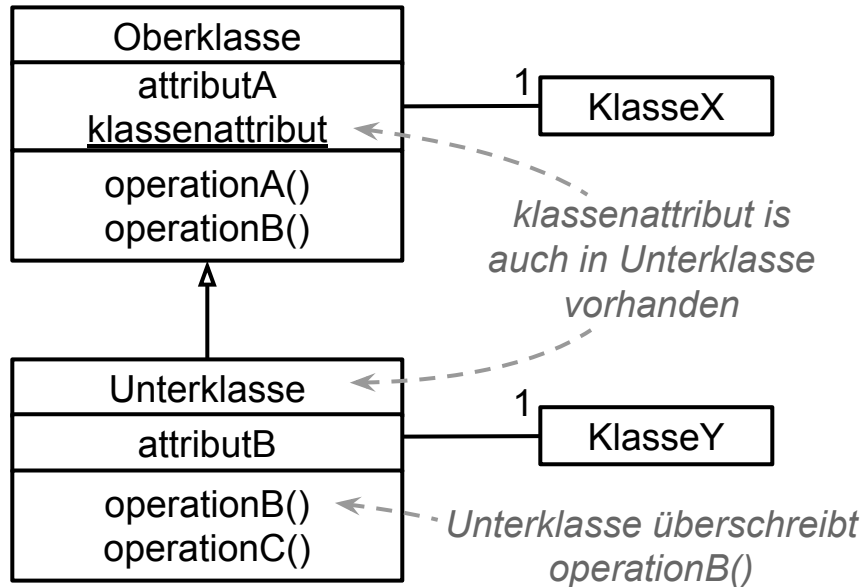 Oberklasse
attributA
klassenattribut
operationA()
operationB()
1
KlasseX
klassenattribut is
auch in Unterklasse
vorhanden
Unterklasse
attributB
operationB()
operationC()
1
KlasseY
Unterklasse überschreibt
operationB()